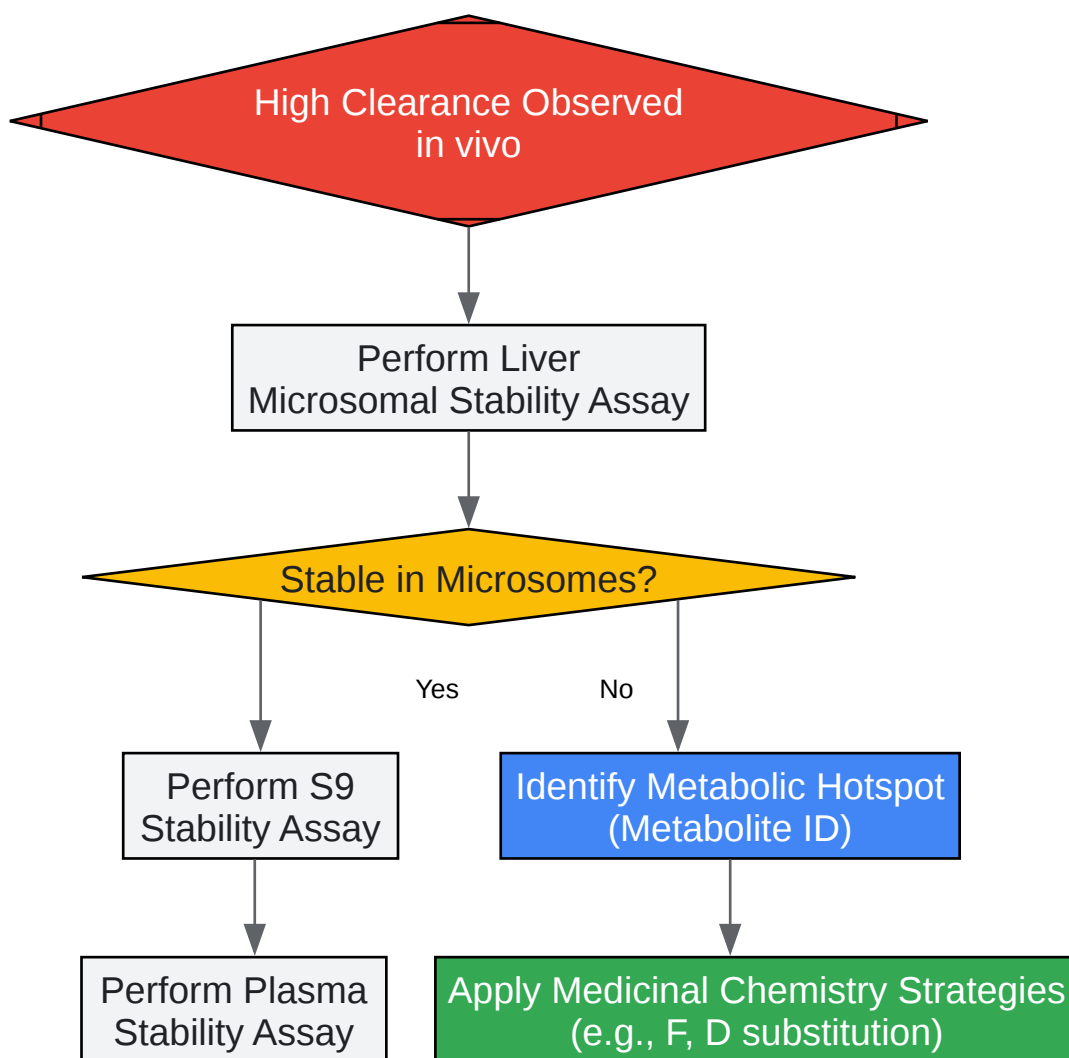 High Clearance Observed
in vivo
Perform Liver
Microsomal Stability Assay
Stable in Microsomes?
Yes
No
Perform S9
Stability Assay
Identify Metabolic Hotspot
(Metabolite ID)
Perform Plasma
Stability Assay
Apply Medicinal Chemistry Strategies
(e.g., F, D substitution)